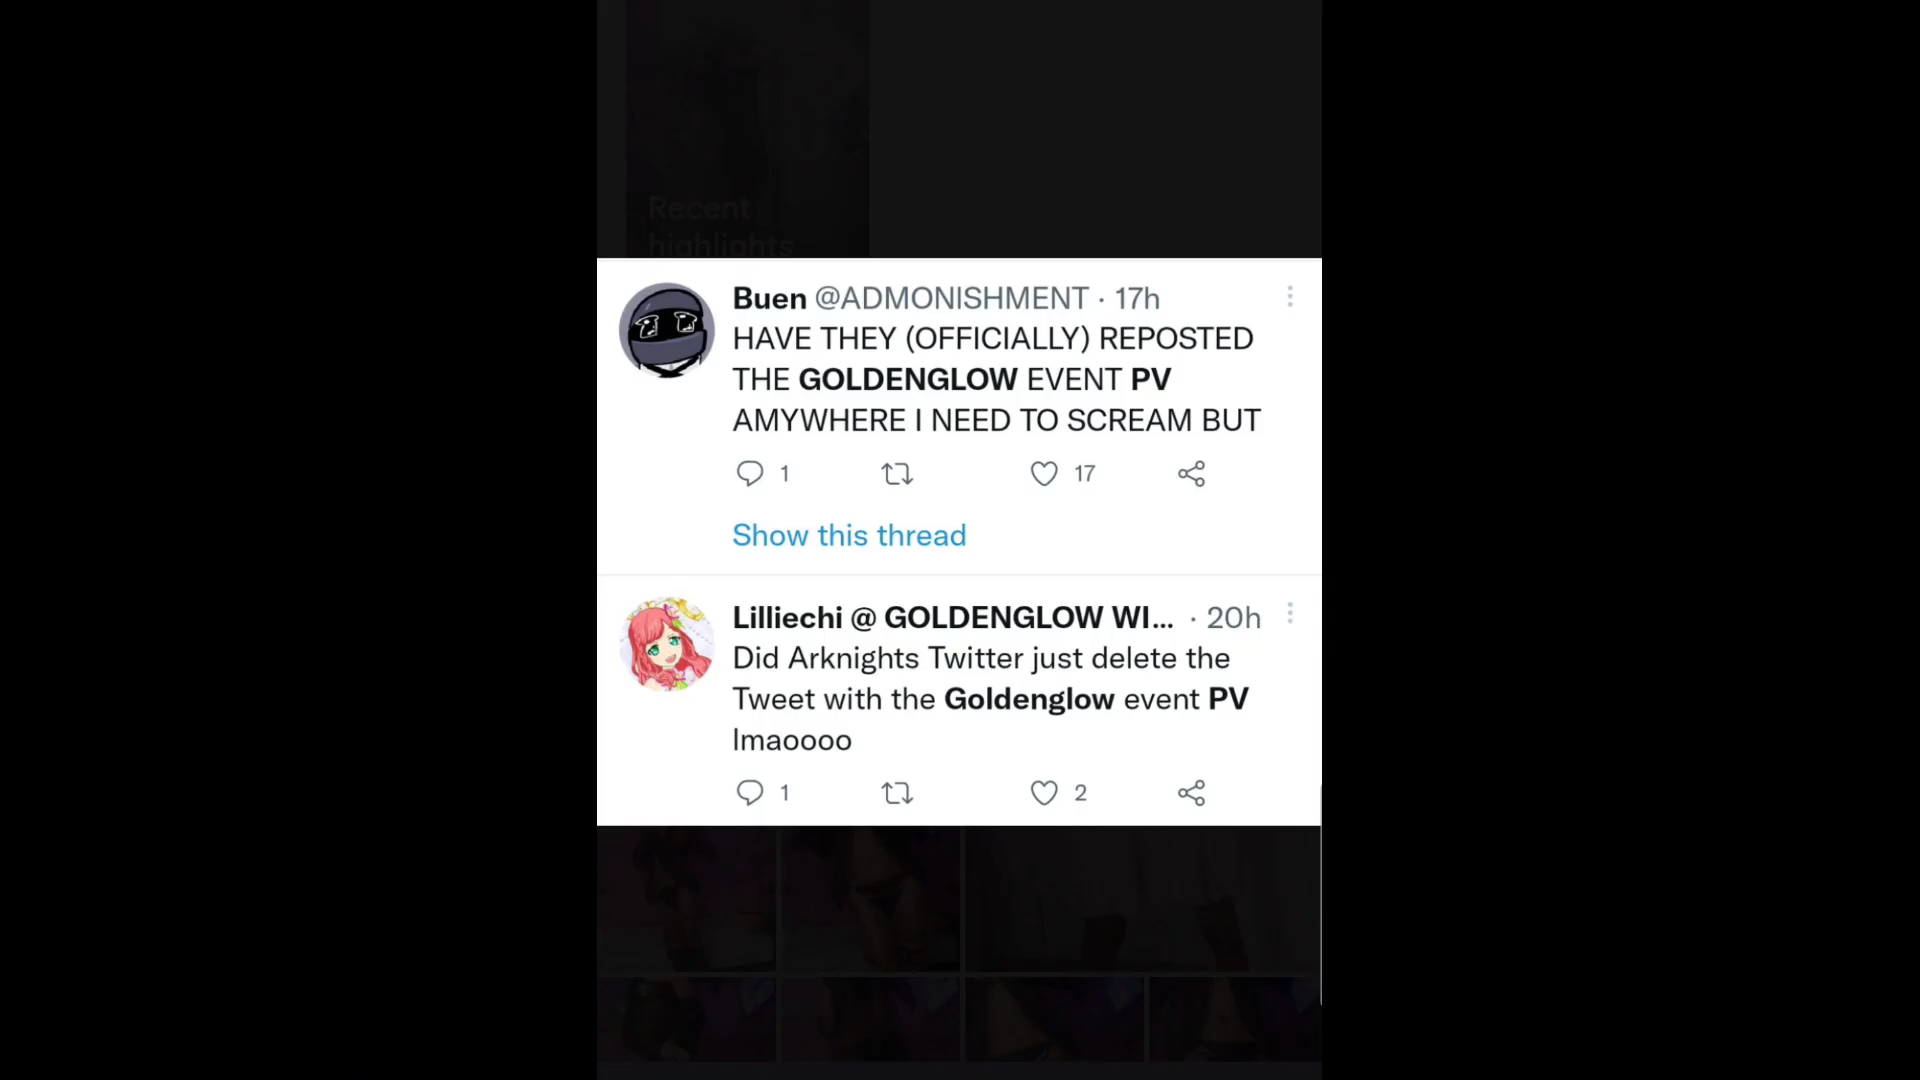 Recent
highlights
Buen @ADMONISHMENT · 17h
HAVE THEY (OFFICIALLY) REPOSTED
THE GOLDENGLOW EVENT PV
AMYWHERE I NEED TO SCREAM BUT
1 17
Show this thread
Lilliechi @ GOLDENGLOW WI... · 20h
Did Arknights Twitter just delete the
Tweet with the Goldenglow event PV
lmaoooo
1 2